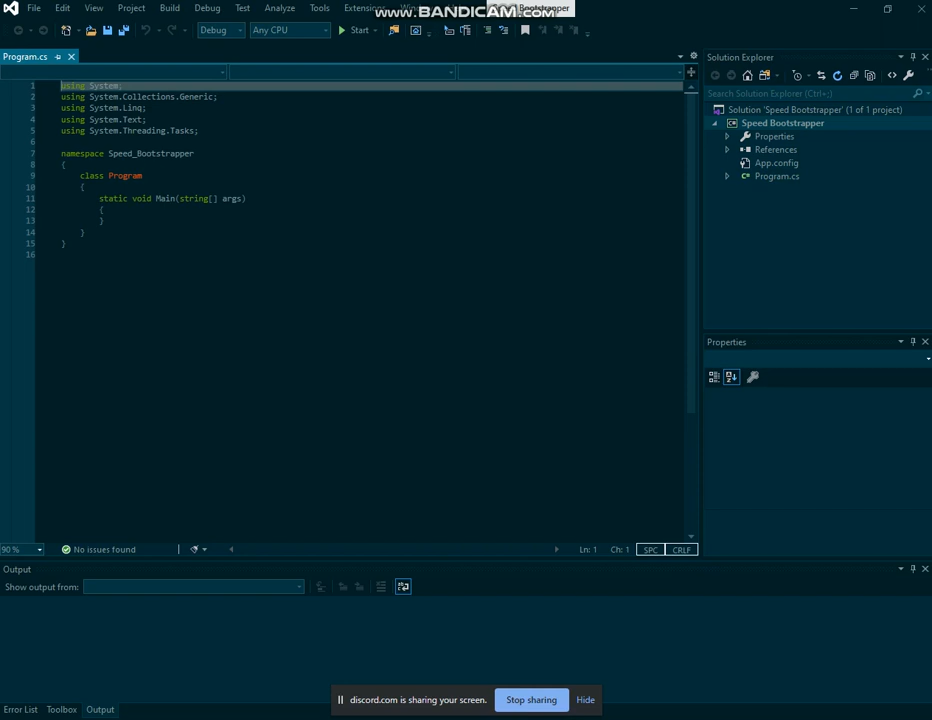 File Edit View Project Build Debug Test Analyze Tools Extensions
www.BANDICAM.com
Bootstrapper
Debug Any CPU Start
Program.cs
1 using System;
2 using System.Collections.Generic;
3 using System.Linq;
4 using System.Text;
5 using System.Threading.Tasks;
6
7 namespace Speed_Bootstrapper
8 {
9 class Program
10 {
11 static void Main(string[] args)
12 {
13 }
14 }
15 }
16
90 % No issues found Ln: 1 Ch: 1 SPC CRLF
Solution Explorer
Search Solution Explorer (Ctrl+;)
Solution 'Speed Bootstrapper' (1 of 1 project)
Speed Bootstrapper
Properties
References
App.config
Program.cs
Properties
Output
Show output from:
discord.com is sharing your screen. Stop sharing Hide
Error List Toolbox Output